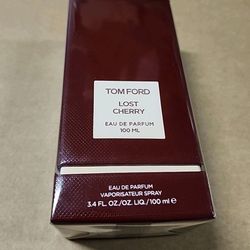 TOM FORD
LOST
CHERRY
EAU DE PARFUM
100 ML
EAU DE PARFUM
VAPORISATEUR SPRAY
3.4 FL. OZ./OZ. LIQ./100 ml ℮